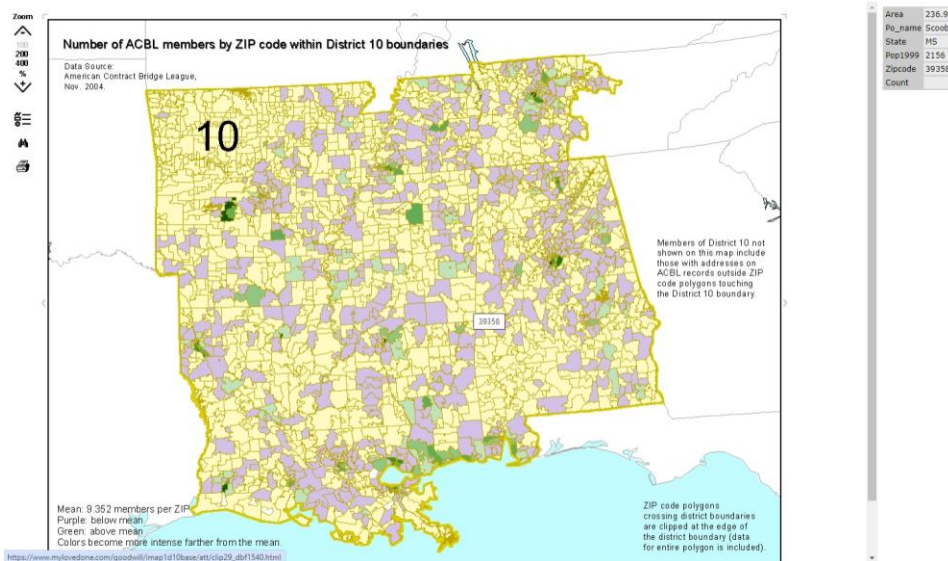 Zoom
100
200
400
%
Number of ACBL members by ZIP code within District 10 boundaries
Data Source:
American Contract Bridge League,
Nov. 2004.
10
Members of District 10 not
shown on this map include
those with addresses on
ACBL records outside ZIP
code polygons touching
the District 10 boundary.
39358
Mean: 9.352 members per ZIP
Purple: below mean
Green: above mean
Colors become more intense farther from the mean.
ZIP code polygons
crossing district boundaries
are clipped at the edge of
the district boundary (data
for entire polygon is included).
https://www.mylovedone.com/goodwill/imap1d10base/att/clip29_dbf1540.html
Area 236.9
Po_name Scoob
State MS
Pop1999 2156
Zipcode 39358
Count